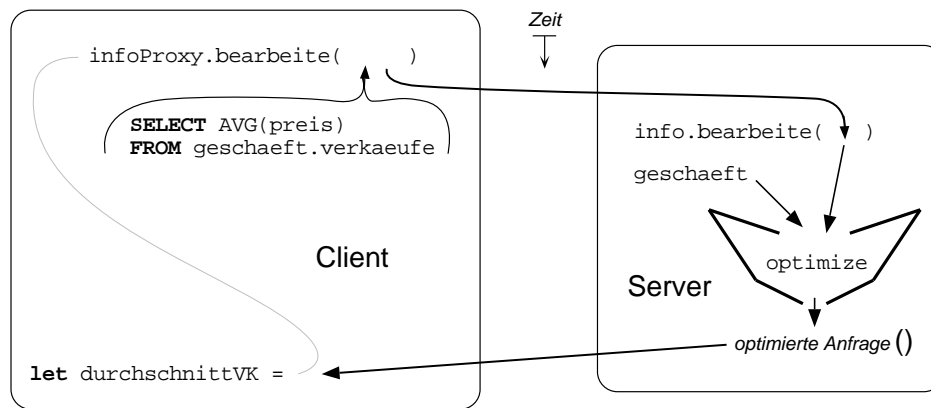 Zeit
infoProxy.bearbeite( )
SELECT AVG(preis)
FROM geschaeft.verkaeufe
info.bearbeite( )
geschaeft
optimize
Client
Server
optimierte Anfrage ()
let durchschnittVK =